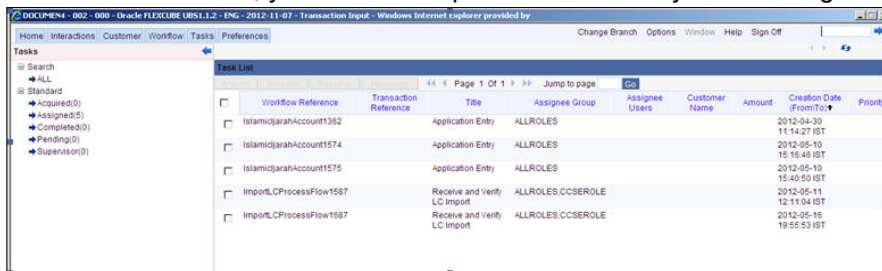 DOCUMEN4 - 002 - 000 - Oracle FLEXCUBE UBS1.1.2 - ENG - 2012-11-07 - Transaction Input - Windows Internet explorer provided by
Home Interactions Customer Workflow Tasks Preferences Change Branch Options Window Help Sign Off
Tasks
Search
ALL
Standard
Acquired(0)
Assigned(5)
Completed(0)
Pending(0)
Supervisor(0)
Task List
Page 1 Of 1 Jump to page Go
Workflow Reference Transaction Reference Title Assignee Group Assignee Users Customer Name Amount Creation Date (From\To) Priority
IslamicIjarahAccount1362 Application Entry ALLROLES 2012-04-30
11:14:27 IST
IslamicIjarahAccount1574 Application Entry ALLROLES 2012-05-10
15:16:46 IST
IslamicIjarahAccount1575 Application Entry ALLROLES 2012-05-10
15:40:50 IST
ImportLCProcessFlow1587 Receive and Verify ALLROLES,CCSEROLE 2012-05-11
LC Import 12:11:04 IST
ImportLCProcessFlow1687 Receive and Verify ALLROLES,CCSEROLE 2012-05-16
LC Import 19:55:53 IST